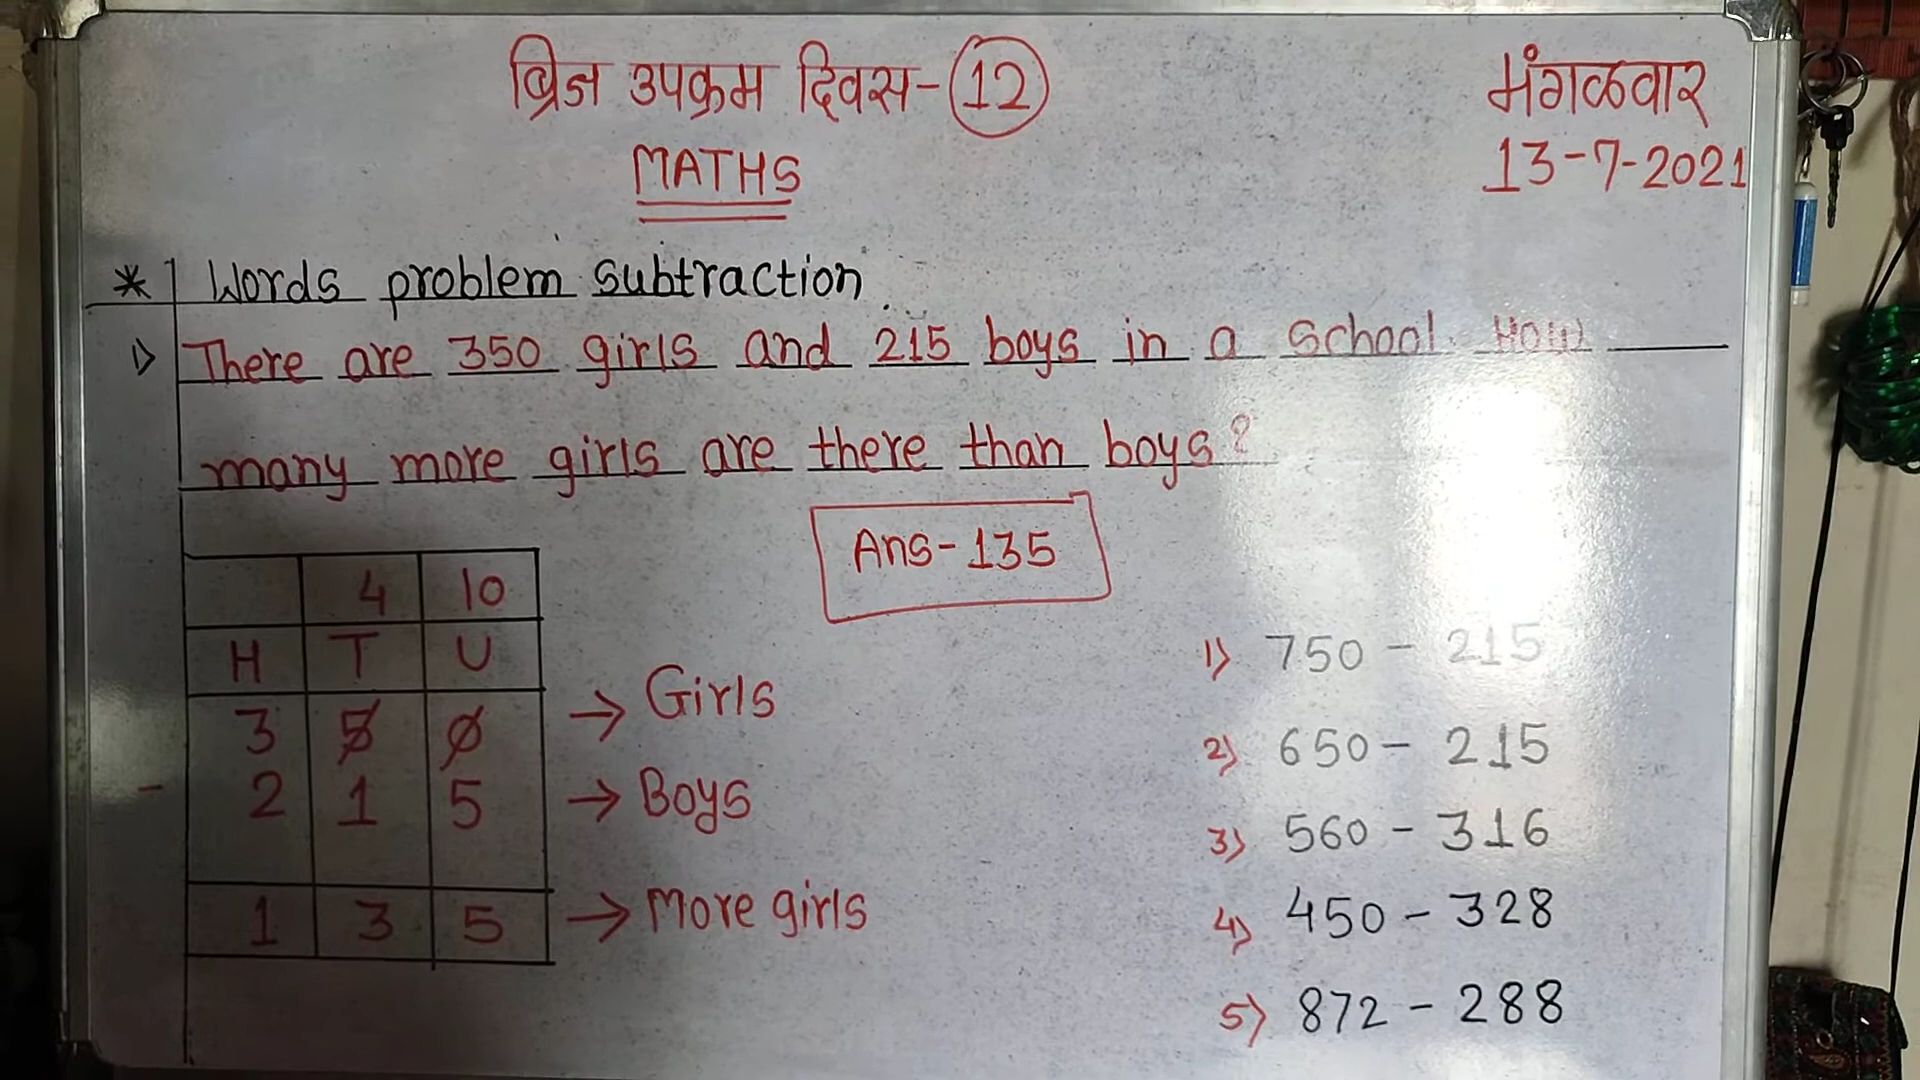 ब्रिज उपक्रम दिवस-12
मंगळवार
13-7-2021
MATHS
* Words problem subtraction
1) There are 350 girls and 215 boys in a school. How
many more girls are there than boys?
Ans-135
4 10
H T U
3 5 0 → Girls
- 2 1 5 → Boys
1 3 5 → More girls
1) 750 - 215
2) 650 - 215
3) 560 - 316
4) 450 - 328
5) 872 - 288